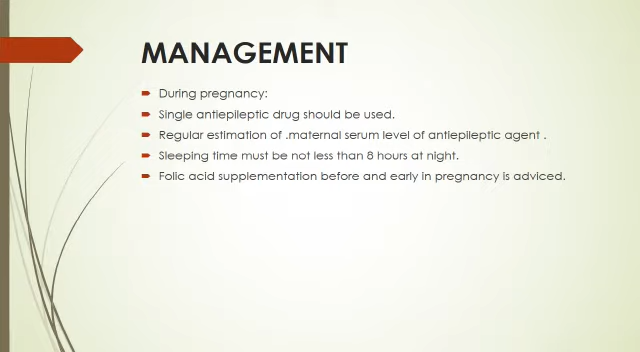 MANAGEMENT
During pregnancy:
Single antiepileptic drug should be used.
Regular estimation of .maternal serum level of antiepileptic agent .
Sleeping time must be not less than 8 hours at night.
Folic acid supplementation before and early in pregnancy is adviced.